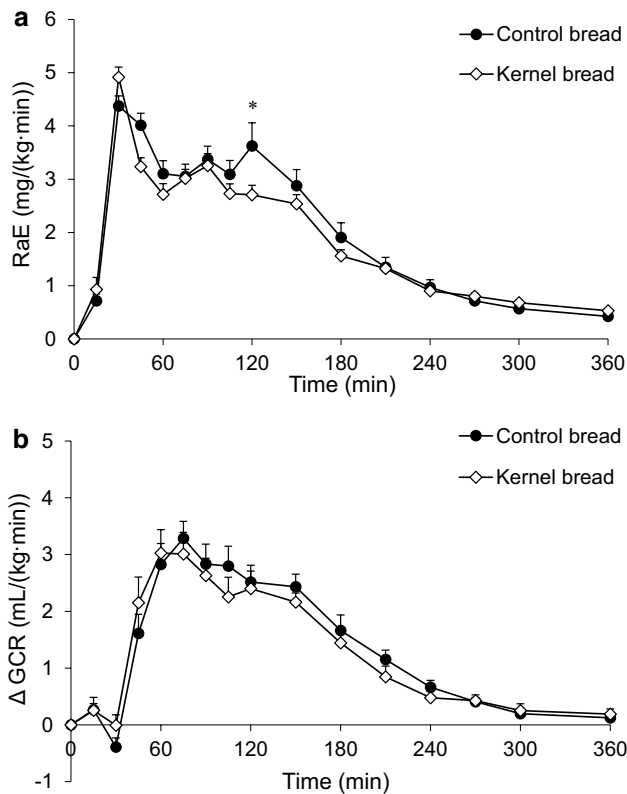 a
6
5
4
3
2
1
0
RaE (mg/(kg·min))
Control bread
Kernel bread
*
0 60 120 180 240 300 360
Time (min)
b
5
4
3
2
1
0
-1
Δ GCR (mL/(kg·min))
Control bread
Kernel bread
0 60 120 180 240 300 360
Time (min)